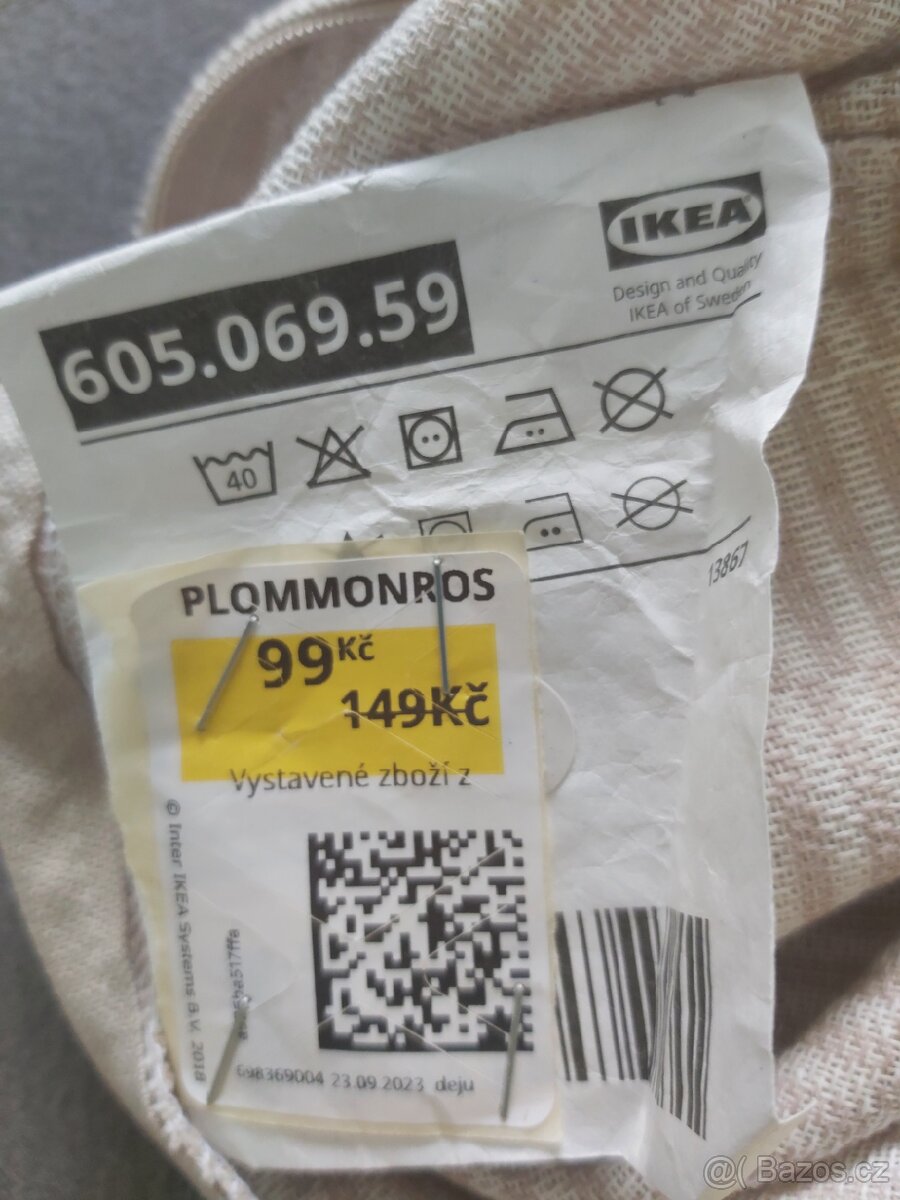 IKEA
Design and Quality
IKEA of Sweden
605.069.59
40
13867
PLOMMONROS
99Kč
149Kč
Vystavené zboží z
© Inter IKEA Systems B.V. 2018
698369004 23.09.2023 deju
@( Bazos.cz